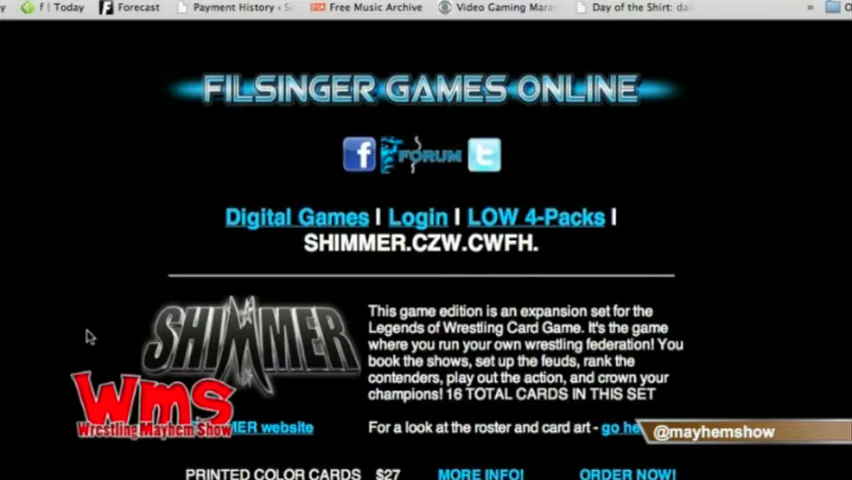 f | Today
Forecast
Payment History
Free Music Archive
Video Gaming Mara
Day of the Shirt: dai
»
FILSINGER GAMES ONLINE
f
FORUM
t
Digital Games | Login | LOW 4-Packs |
SHIMMER.CZW.CWFH.
SHIMMER
This game edition is an expansion set for the
Legends of Wrestling Card Game. It's the game
where you run your own wrestling federation! You
book the shows, set up the feuds, rank the
contenders, play out the action, and crown your
champions! 16 TOTAL CARDS IN THIS SET
wms
Wrestling Mayhem Show
MER website
For a look at the roster and card art - go he
@mayhemshow
PRINTED COLOR CARDS $27 MORE INFO! ORDER NOW!